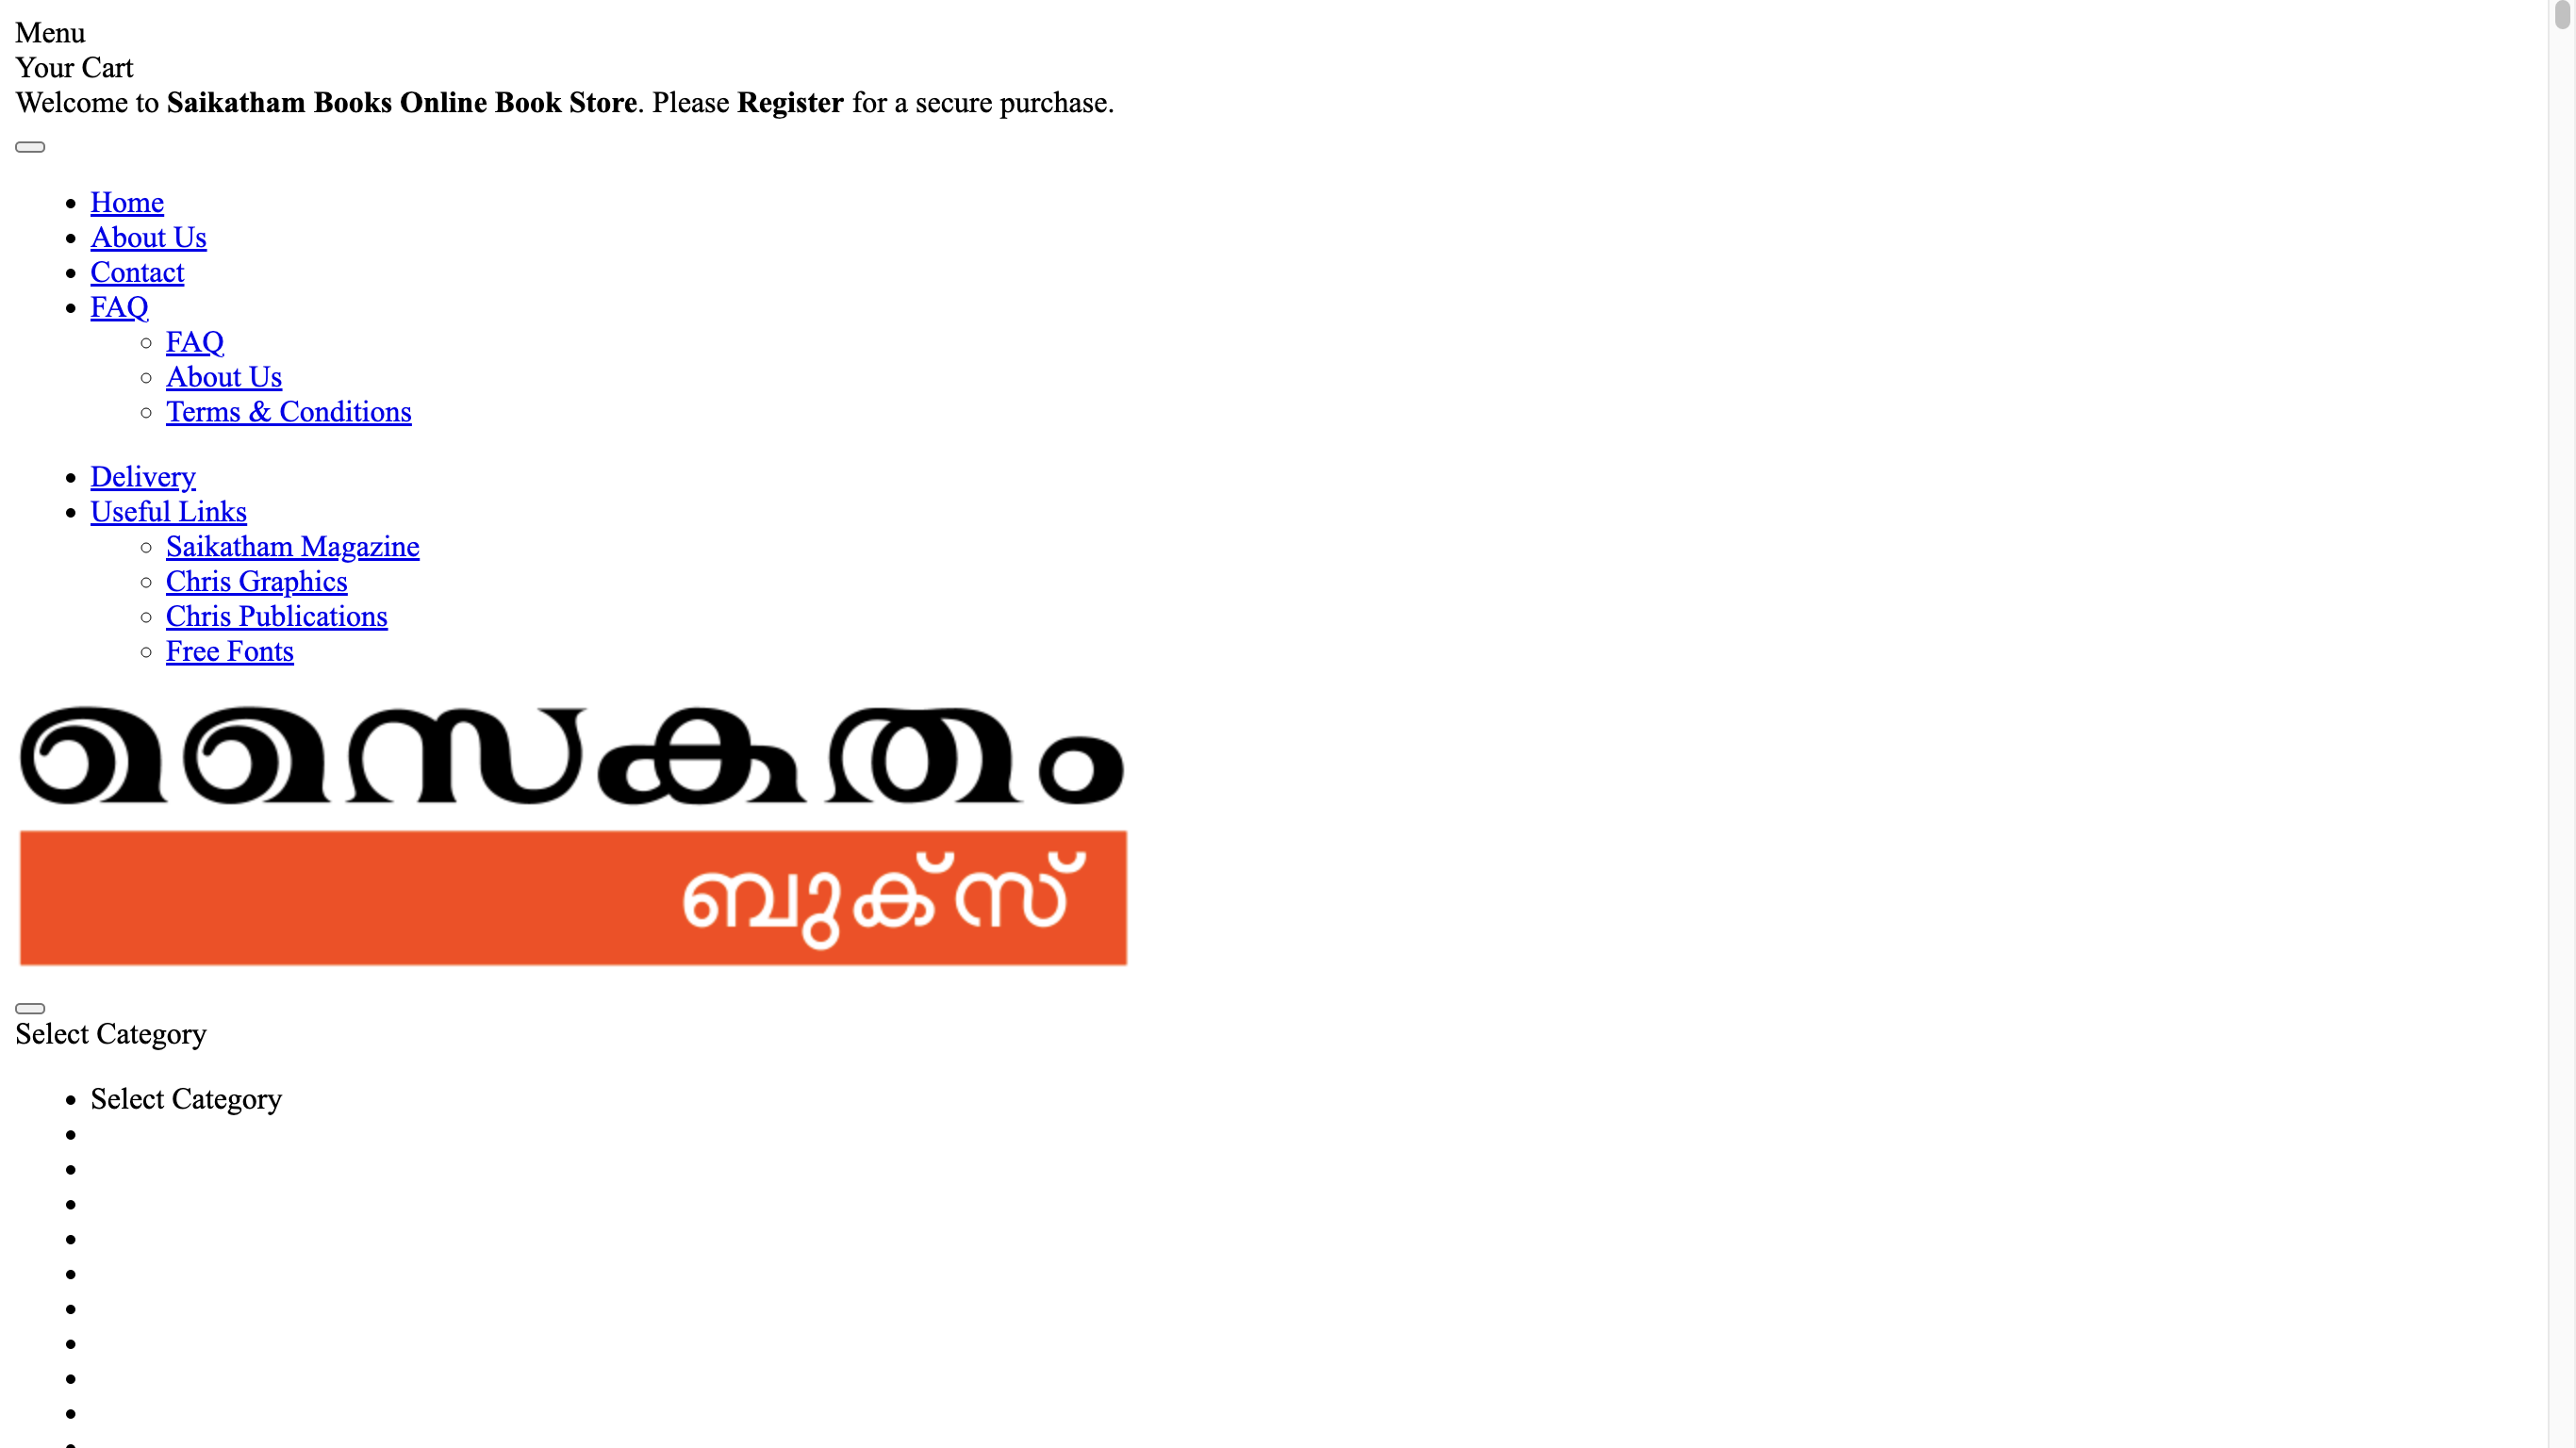 Menu
Your Cart
Welcome to Saikatham Books Online Book Store. Please Register for a secure purchase.
Home
About Us
Contact
FAQ
FAQ
About Us
Terms & Conditions
Delivery
Useful Links
Saikatham Magazine
Chris Graphics
Chris Publications
Free Fonts
സൈകതം
ബുക്സ്
Select Category
Select Category